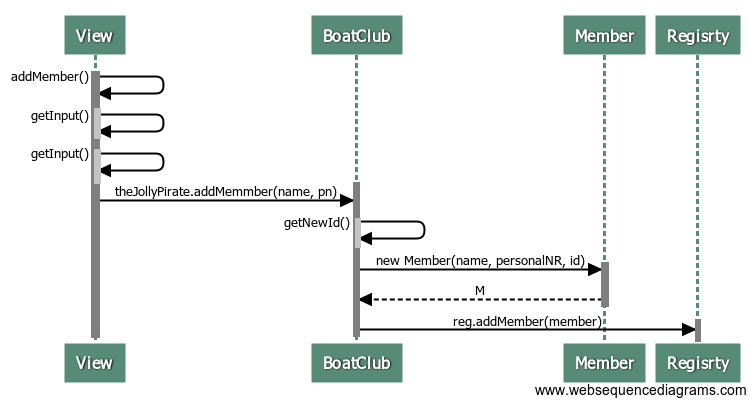 View BoatClub Member Regisrty
addMember()
getInput()
getInput()
theJollyPirate.addMemmber(name, pn)
getNewId()
new Member(name, personalNR, id)
M
reg.addMember(member)
View BoatClub Member Regisrty
www.websequencediagrams.com